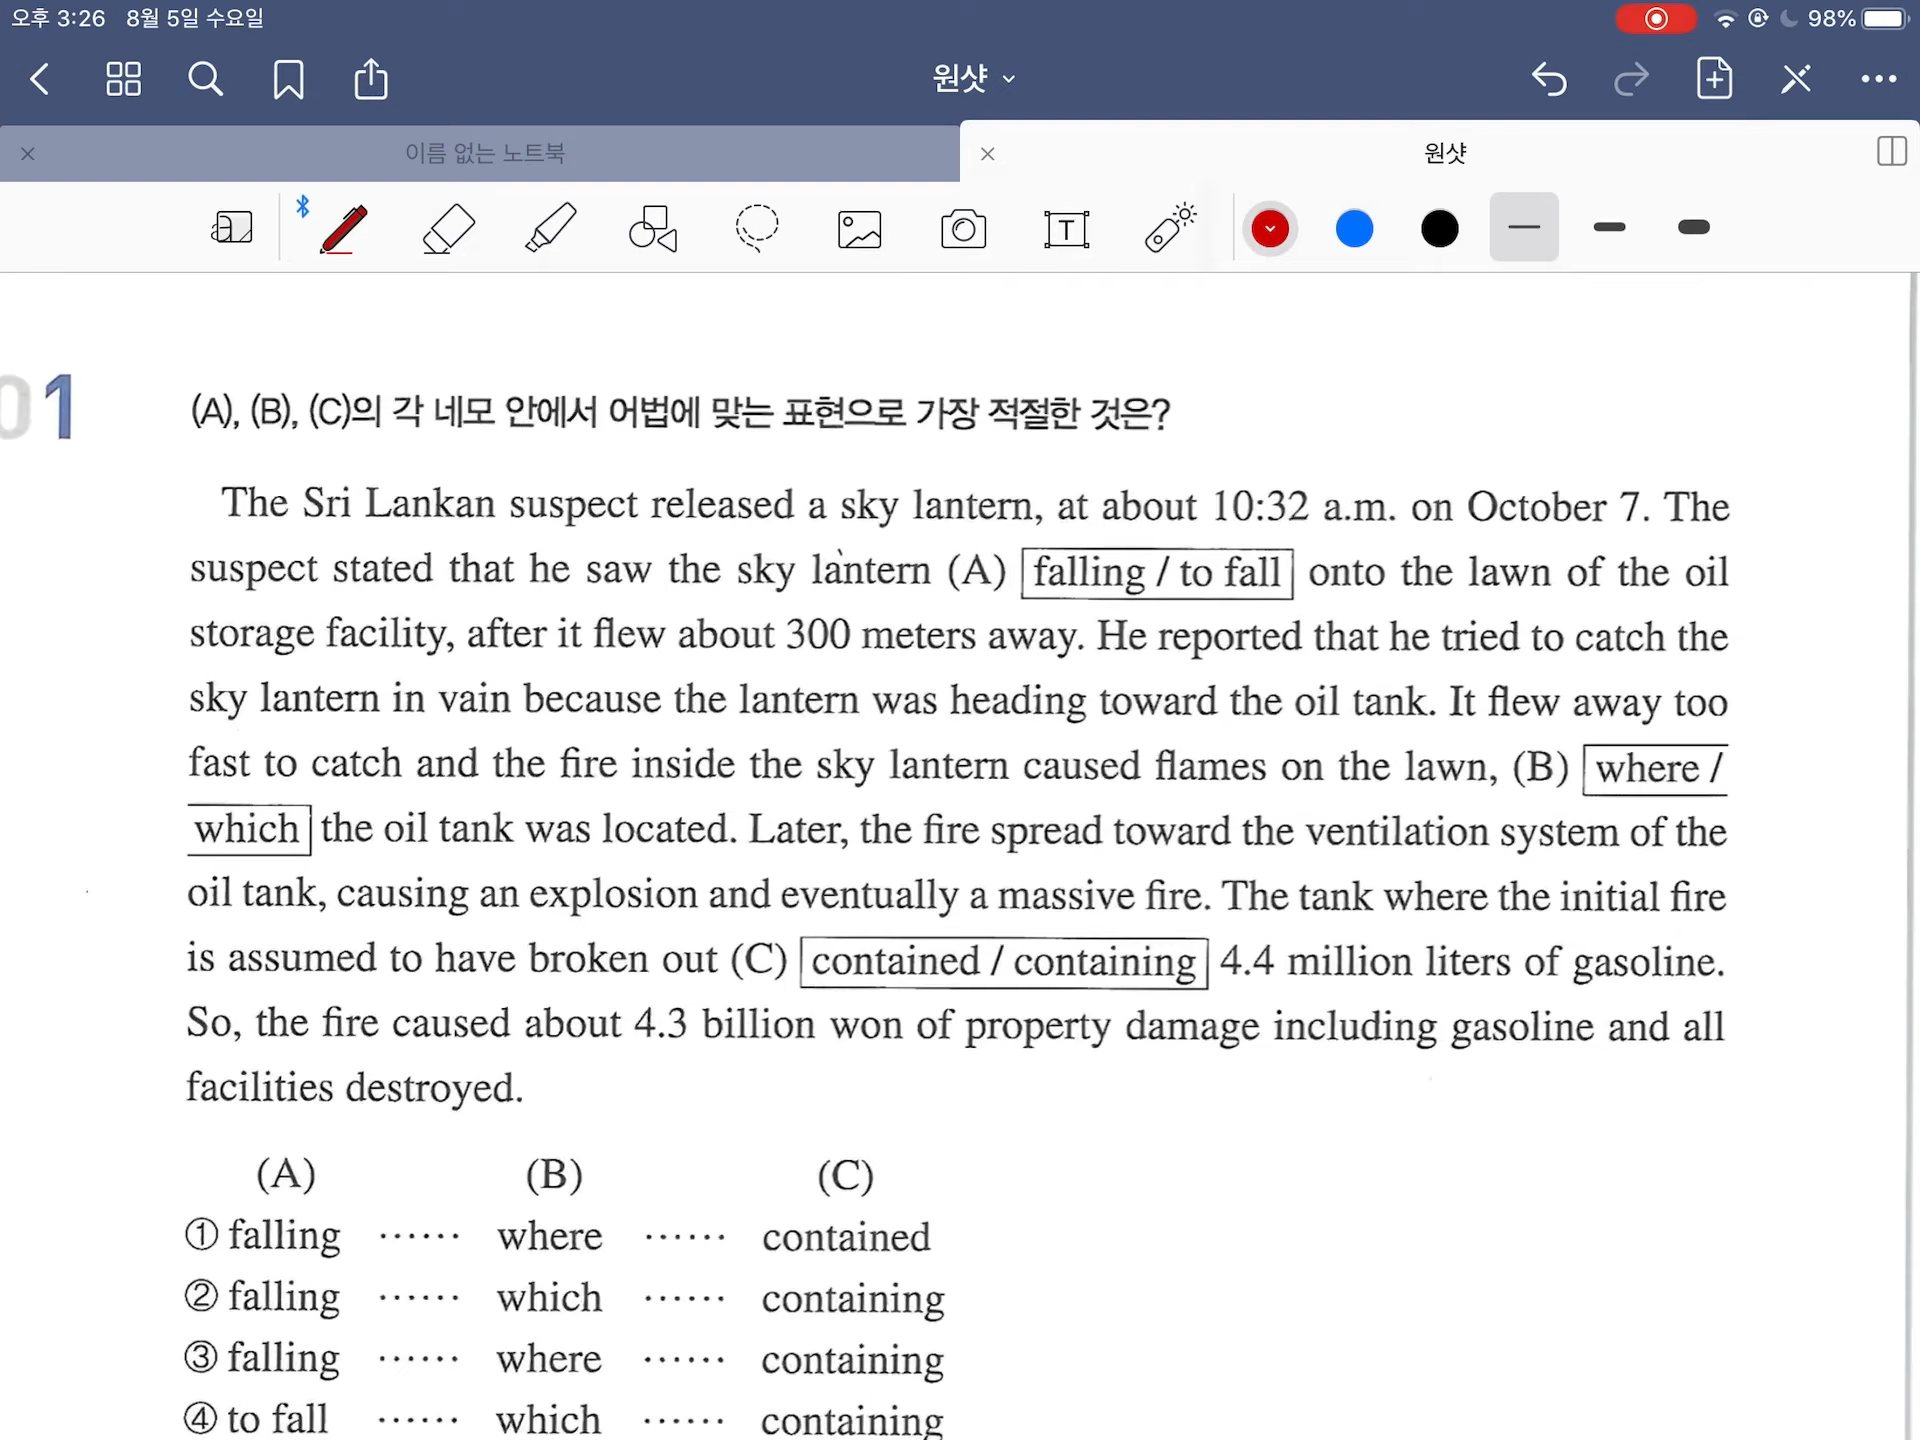 오후 3:26 8월 5일 수요일 98%
원샷
이름 없는 노트북 원샷
01
(A), (B), (C)의 각 네모 안에서 어법에 맞는 표현으로 가장 적절한 것은?
The Sri Lankan suspect released a sky lantern, at about 10:32 a.m. on October 7. The
suspect stated that he saw the sky lantern (A) falling / to fall onto the lawn of the oil
storage facility, after it flew about 300 meters away. He reported that he tried to catch the
sky lantern in vain because the lantern was heading toward the oil tank. It flew away too
fast to catch and the fire inside the sky lantern caused flames on the lawn, (B) where /
which the oil tank was located. Later, the fire spread toward the ventilation system of the
oil tank, causing an explosion and eventually a massive fire. The tank where the initial fire
is assumed to have broken out (C) contained / containing 4.4 million liters of gasoline.
So, the fire caused about 4.3 billion won of property damage including gasoline and all
facilities destroyed.
(A) (B) (C)
① falling ...... where ...... contained
② falling ...... which ...... containing
③ falling ...... where ...... containing
④ to fall ...... which ...... containing